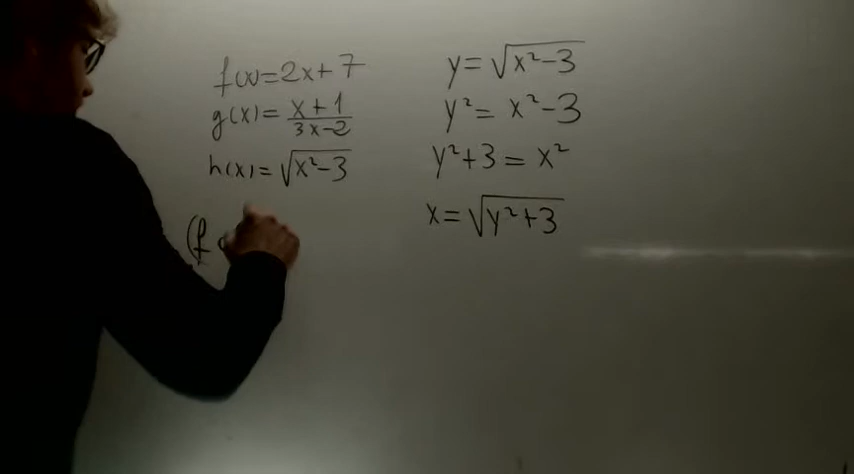 f(x)=2x+7
g(x)= x+1 / 3x-2
h(x)= √x²-3
(f
y= √x²-3
y²= x²-3
y²+3 = x²
x= √y²+3